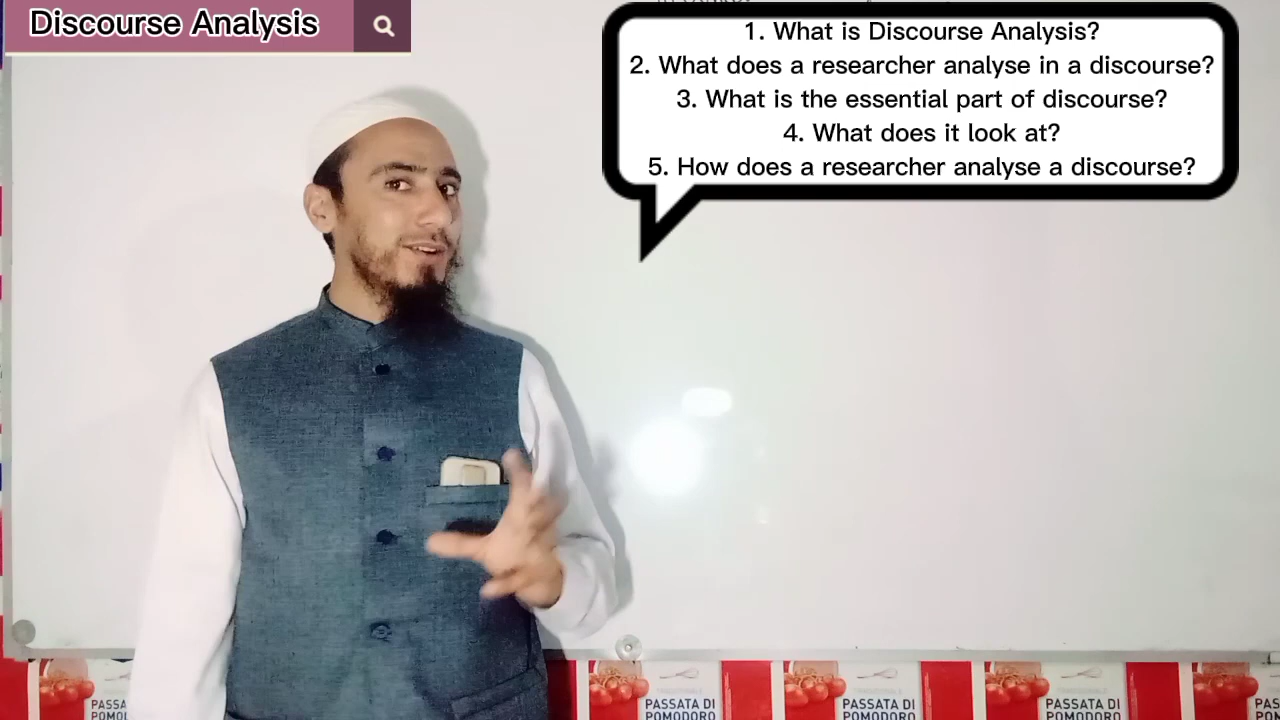 Discourse Analysis
1. What is Discourse Analysis?
2. What does a researcher analyse in a discourse?
3. What is the essential part of discourse?
4. What does it look at?
5. How does a researcher analyse a discourse?
PASSATA DI
PASSATA DI
POMODORO
PASSATA DI
POMODORO
PASSATA DI
POMODORO